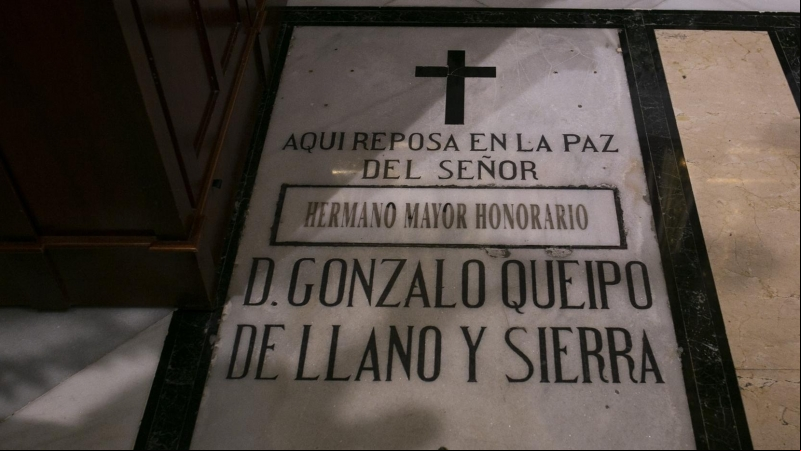 AQUI REPOSA EN LA PAZ
DEL SEÑOR
HERMANO MAYOR HONORARIO
D. GONZALO QUEIPO
DE LLANO Y SIERRA